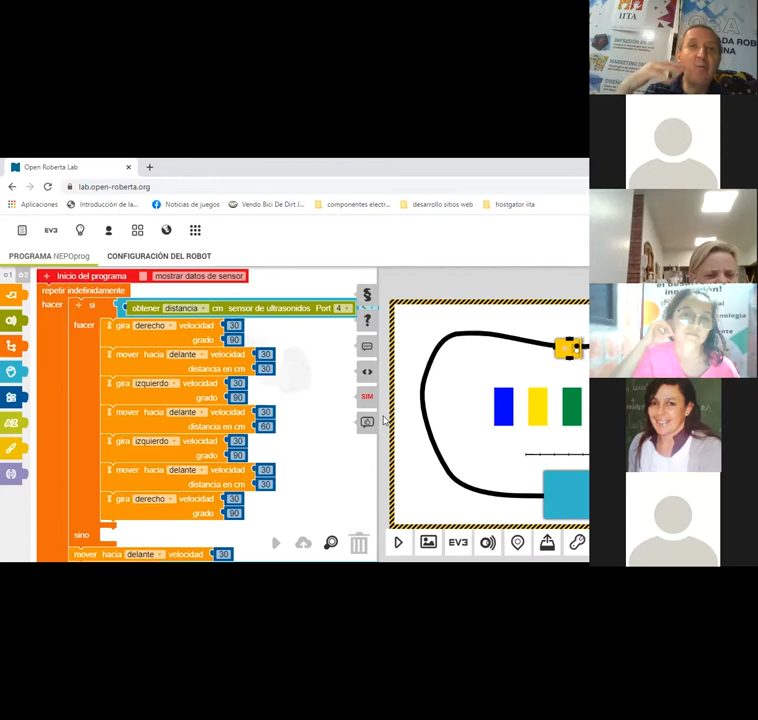 IITA
Open Roberta Lab
lab.open-roberta.org
Aplicaciones
Introducción de la...
Noticias de juegos
Vendo Bici De Dirt J...
componentes electr...
desarrollo sitios web
hostgator iita
EV3
PROGRAMA NEPOprog
CONFIGURACIÓN DEL ROBOT
1
2
+ Inicio del programa mostrar datos de sensor
repetir indefinidamente
hacer + si obtener distancia cm sensor de ultrasonidos Port 4
hacer gira derecho velocidad 30
grado 90
mover hacia delante velocidad 30
distancia en cm 30
gira izquierdo velocidad 30
grado 90
mover hacia delante velocidad 30
distancia en cm 60
gira izquierdo velocidad 30
grado 90
mover hacia delante velocidad 30
distancia en cm 30
gira derecho velocidad 30
grado 90
sino
mover hacia delante velocidad 30
?
SIM
EV3